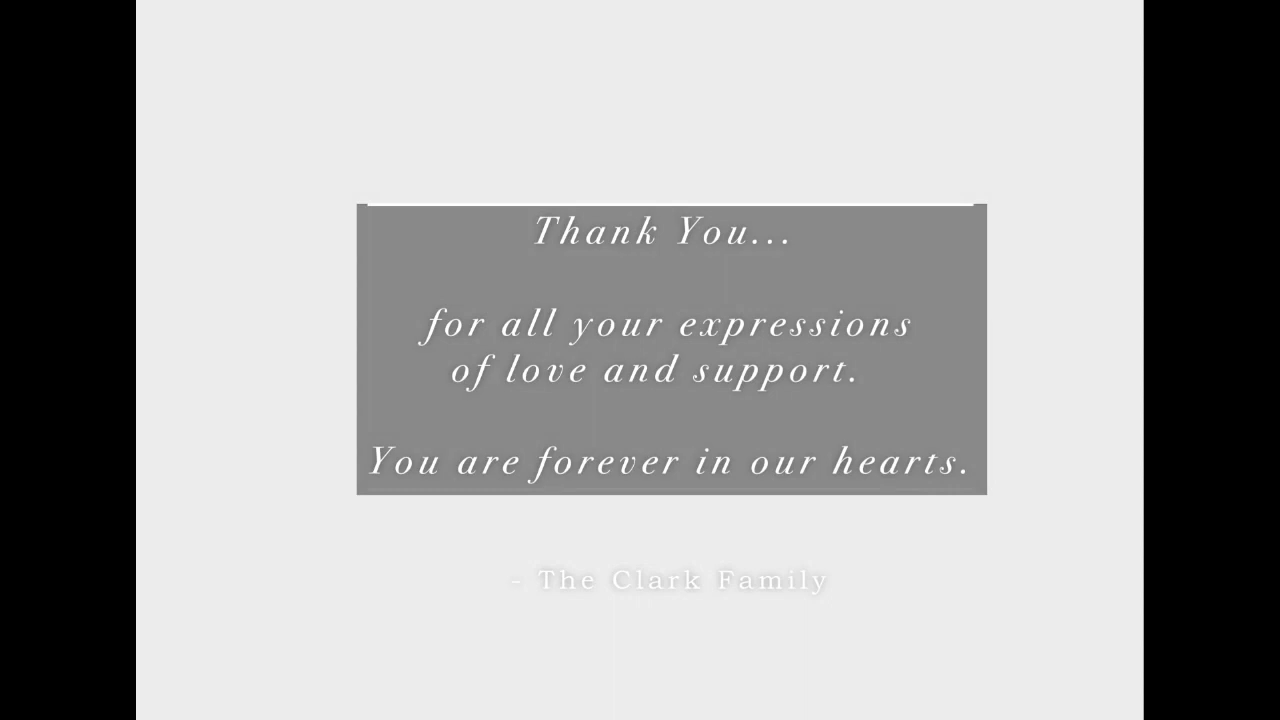 Thank You...
for all your expressions
of love and support.
You are forever in our hearts.
- The Clark Family